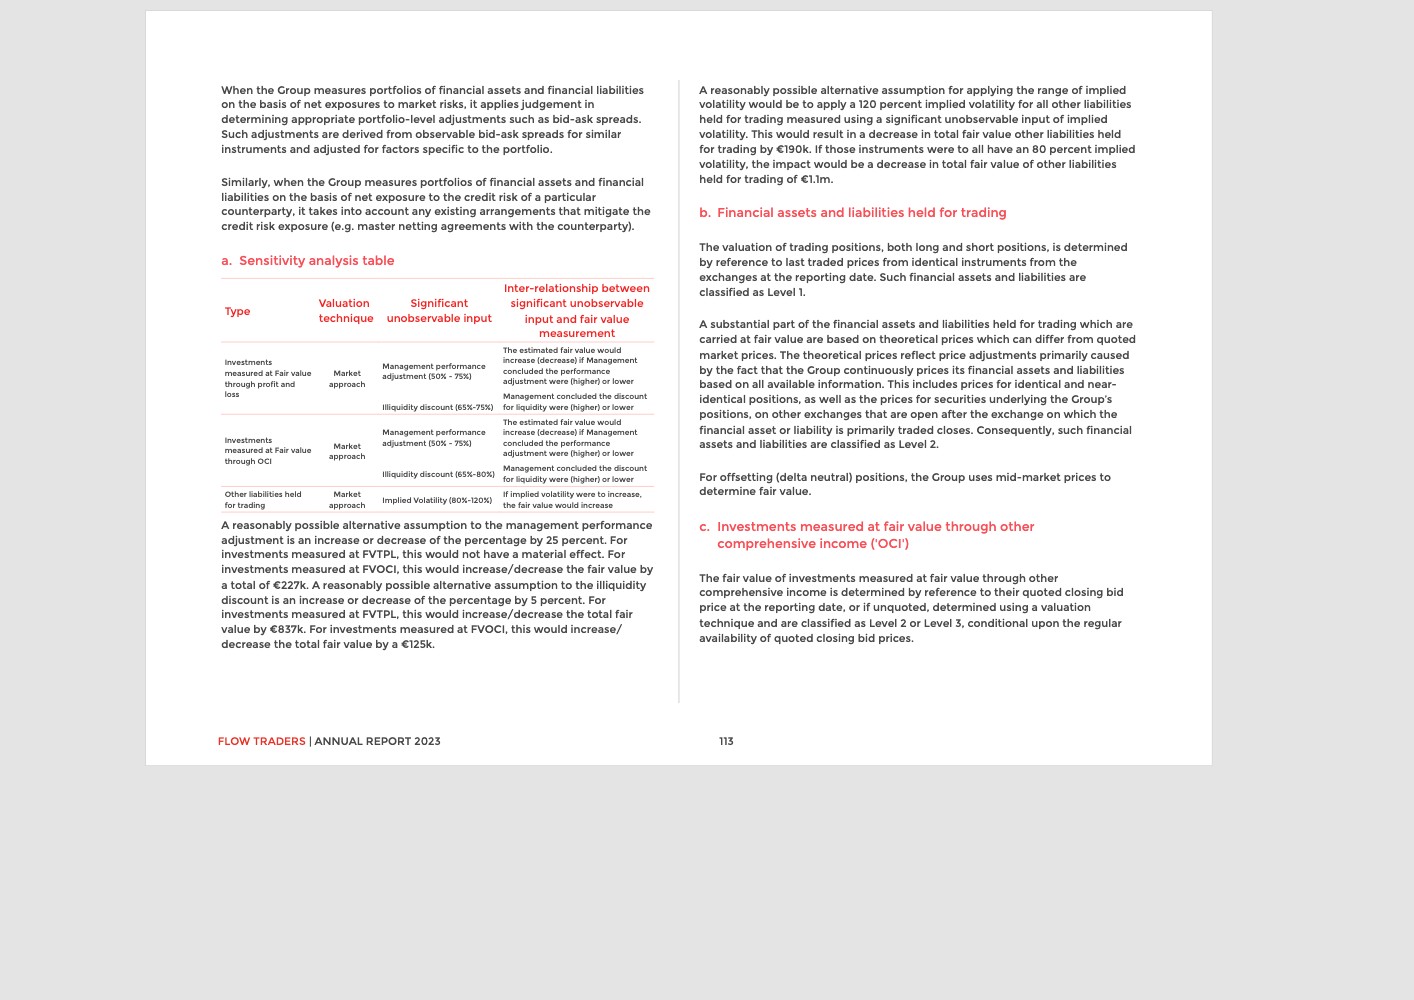 When the Group measures portfolios of financial assets and financial liabilities
on the basis of net exposures to market risks, it applies judgement in
determining appropriate portfolio-level adjustments such as bid-ask spreads.
Such adjustments are derived from observable bid-ask spreads for similar
instruments and adjusted for factors specific to the portfolio.
Similarly, when the Group measures portfolios of financial assets and financial
liabilities on the basis of net exposure to the credit risk of a particular
counterparty, it takes into account any existing arrangements that mitigate the
credit risk exposure (e.g. master netting agreements with the counterparty).
a. Sensitivity analysis table
Type
Valuation
technique
Significant
unobservable input
Inter-relationship between
significant unobservable
input and fair value
measurement
Investments
measured at Fair value
through profit and
loss
Market
approach
Management performance
adjustment (50% - 75%)
The estimated fair value would
increase (decrease) if Management
concluded the performance
adjustment were (higher) or lower
Illiquidity discount (65%-75%)
Management concluded the discount
for liquidity were (higher) or lower
Investments
measured at Fair value
through OCI
Market
approach
Management performance
adjustment (50% - 75%)
The estimated fair value would
increase (decrease) if Management
concluded the performance
adjustment were (higher) or lower
Illiquidity discount (65%-80%)
Management concluded the discount
for liquidity were (higher) or lower
Other liabilities held
for trading
Market
approach
Implied Volatility (80%-120%)
If implied volatility were to increase,
the fair value would increase
A reasonably possible alternative assumption to the management performance
adjustment is an increase or decrease of the percentage by 25 percent. For
investments measured at FVTPL, this would not have a material effect. For
investments measured at FVOCI, this would increase/decrease the fair value by
a total of €227k. A reasonably possible alternative assumption to the illiquidity
discount is an increase or decrease of the percentage by 5 percent. For
investments measured at FVTPL, this would increase/decrease the total fair
value by €837k. For investments measured at FVOCI, this would increase/
decrease the total fair value by a €125k.
A reasonably possible alternative assumption for applying the range of implied
volatility would be to apply a 120 percent implied volatility for all other liabilities
held for trading measured using a significant unobservable input of implied
volatility. This would result in a decrease in total fair value other liabilities held
for trading by €190k. If those instruments were to all have an 80 percent implied
volatility, the impact would be a decrease in total fair value of other liabilities
held for trading of €1.1m.
b. Financial assets and liabilities held for trading
The valuation of trading positions, both long and short positions, is determined
by reference to last traded prices from identical instruments from the
exchanges at the reporting date. Such financial assets and liabilities are
classified as Level 1.
A substantial part of the financial assets and liabilities held for trading which are
carried at fair value are based on theoretical prices which can differ from quoted
market prices. The theoretical prices reflect price adjustments primarily caused
by the fact that the Group continuously prices its financial assets and liabilities
based on all available information. This includes prices for identical and near-
identical positions, as well as the prices for securities underlying the Group's
positions, on other exchanges that are open after the exchange on which the
financial asset or liability is primarily traded closes. Consequently, such financial
assets and liabilities are classified as Level 2.
For offsetting (delta neutral) positions, the Group uses mid-market prices to
determine fair value.
c. Investments measured at fair value through other
comprehensive income ('OCI')
The fair value of investments measured at fair value through other
comprehensive income is determined by reference to their quoted closing bid
price at the reporting date, or if unquoted, determined using a valuation
technique and are classified as Level 2 or Level 3, conditional upon the regular
availability of quoted closing bid prices.
FLOW TRADERS | ANNUAL REPORT 2023
113